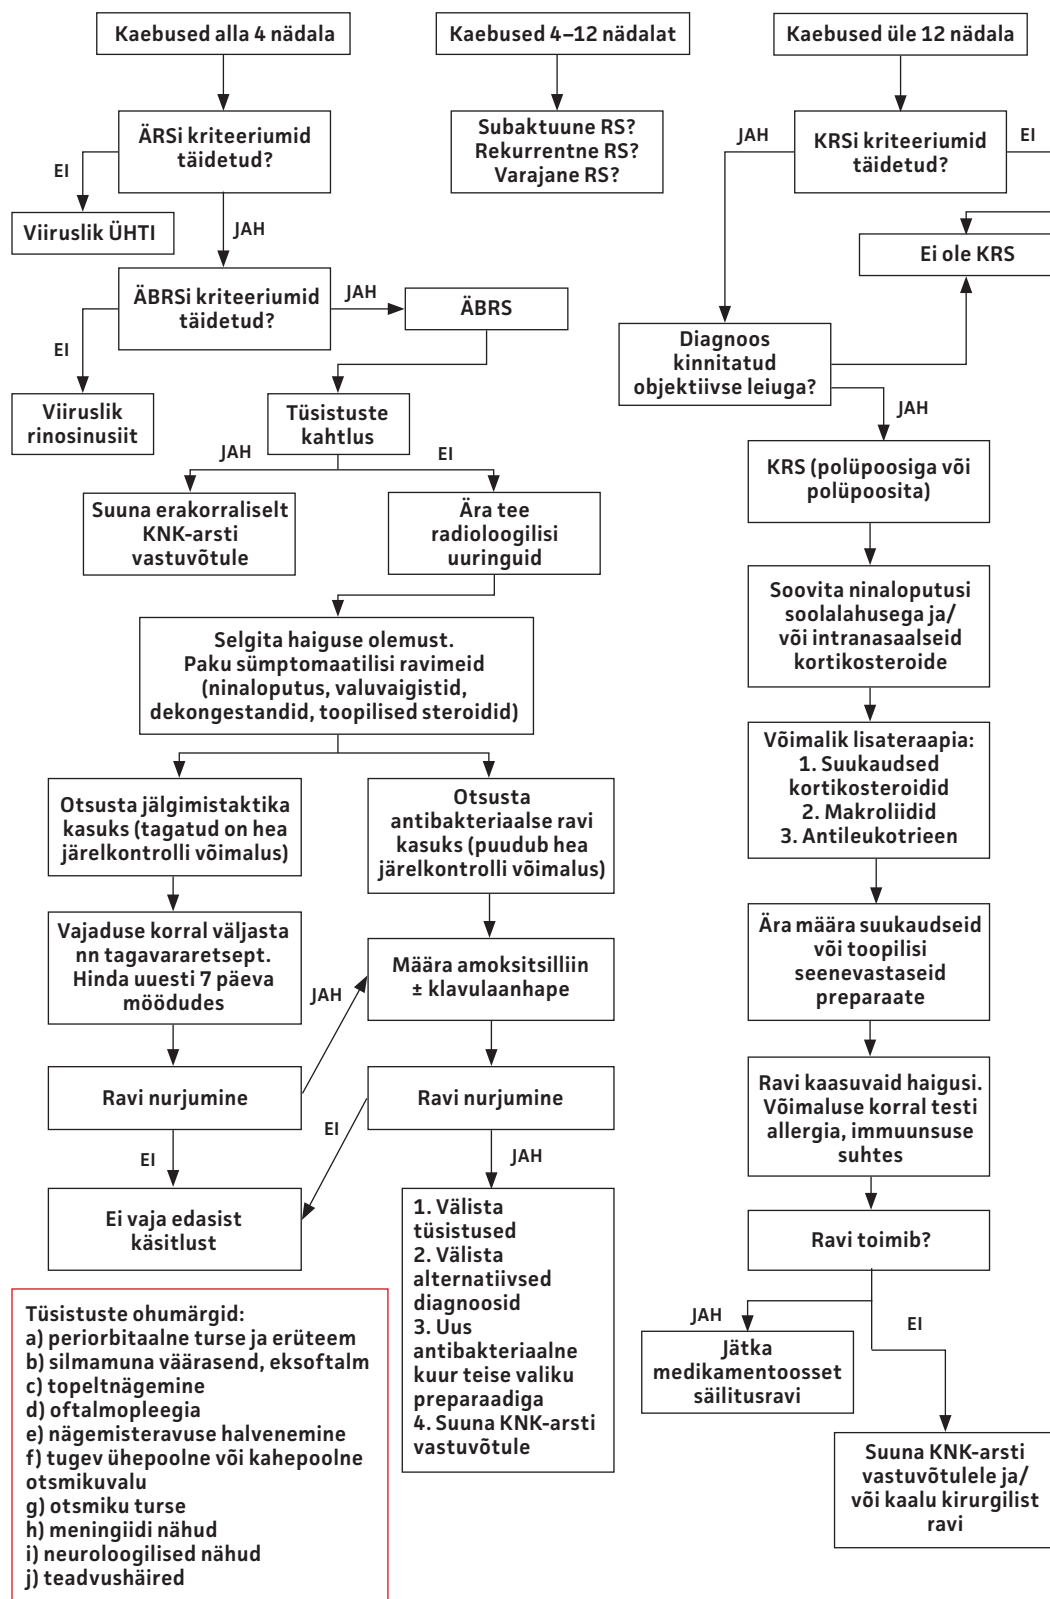 Kaebused alla 4 nädala
Kaebused 4–12 nädalat
Kaebused üle 12 nädala
ÄRSi kriteeriumid
täidetud?
EI
JAH
Viiruslik ÜHTI
ÄBRSi kriteeriumid
täidetud?
JAH
ÄBRS
EI
Viiruslik
rinosinusiit
Tüsistuste
kahtlus
JAH
EI
Suuna erakorraliselt
KNK-arsti
vastuvõtule
Ära tee
radioloogilisi
uuringuid
Selgita haiguse olemust.
Paku sümptomaatilisi ravimeid
(ninaloputus, valuvaigistid,
dekongestandid, toopilised steroidid)
Otsusta jälgimistaktika
kasuks (tagatud on hea
järelkontrolli võimalus)
Otsusta
antibakteriaalse ravi
kasuks (puudub hea
järelkontrolli võimalus)
Vajaduse korral väljasta
nn tagavararetsept.
Hinda uuesti 7 päeva
möödudes
JAH
Määra amoksitsilliin
± klavulaanhape
Ravi nurjumine
Ravi nurjumine
EI
EI
JAH
Ei vaja edasist
käsitlust
1. Välista
tüsistused
2. Välista
alternatiivsed
diagnoosid
3. Uus
antibakteriaalne
kuur teise valiku
preparaadiga
4. Suuna KNK-arsti
vastuvõtule
Tüsistuste ohumärgid:
a) periorbitaalne turse ja erüteem
b) silmamuna väärasend, eksoftalm
c) topeltnägemine
d) oftalmopleegia
e) nägemisteravuse halvenemine
f) tugev ühepoolne või kahepoolne
otsmikuvalu
g) otsmiku turse
h) meningiidi nähud
i) neuroloogilised nähud
j) teadvushäired
Subaktuune RS?
Rekurrentne RS?
Varajane RS?
JAH
KRSi kriteeriumid
täidetud?
EI
Ei ole KRS
Diagnoos
kinnitatud
objektiivse leiuga?
JAH
KRS (polüpoosiga või
polüpoosita)
Soovita ninaloputusi
soolalahusega ja/
või intranasaalseid
kortikosteroide
Võimalik lisateraapia:
1. Suukaudsed
kortikosteroidid
2. Makroliidid
3. Antileukotrieen
Ära määra suukaudseid
või toopilisi
seenevastaseid
preparaate
Ravi kaasuvaid haigusi.
Võimaluse korral testi
allergia, immuunsuse
suhtes
Ravi toimib?
JAH
EI
Jätka
medikamentoosset
säilitusravi
Suuna KNK-arsti
vastuvõtulele ja/
või kaalu kirurgilist
ravi